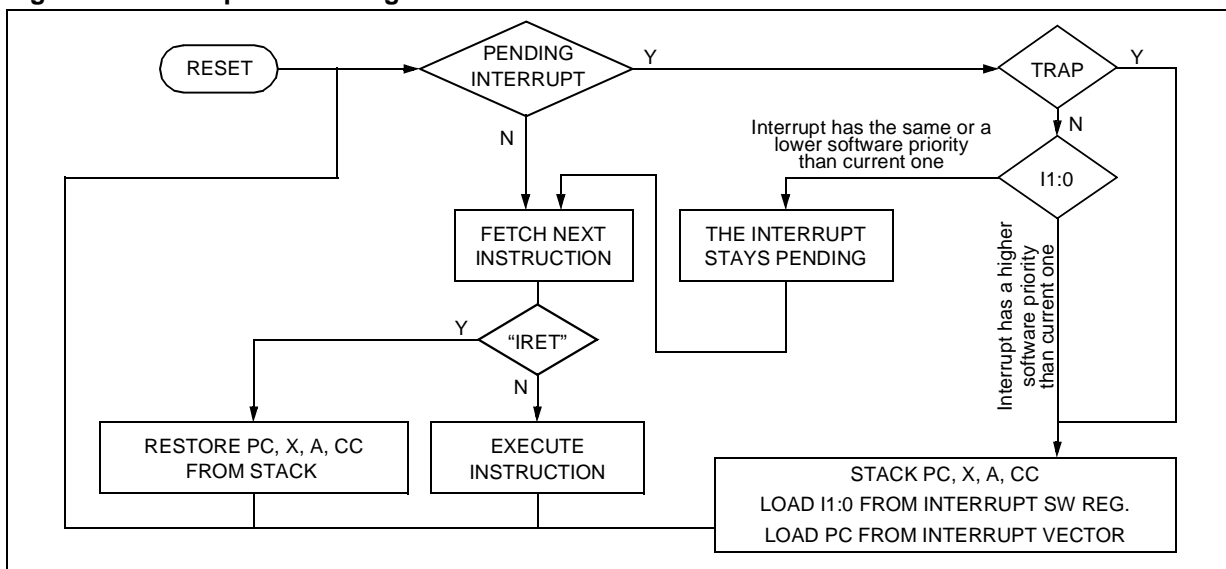 RESET
PENDING
INTERRUPT
Y
TRAP
Y
N
N
Interrupt has the same or a
lower software priority
than current one
I1:0
FETCH NEXT
INSTRUCTION
THE INTERRUPT
STAYS PENDING
Interrupt has a higher
software priority
than current one
Y
“IRET”
N
RESTORE PC, X, A, CC
FROM STACK
EXECUTE
INSTRUCTION
STACK PC, X, A, CC
LOAD I1:0 FROM INTERRUPT SW REG.
LOAD PC FROM INTERRUPT VECTOR